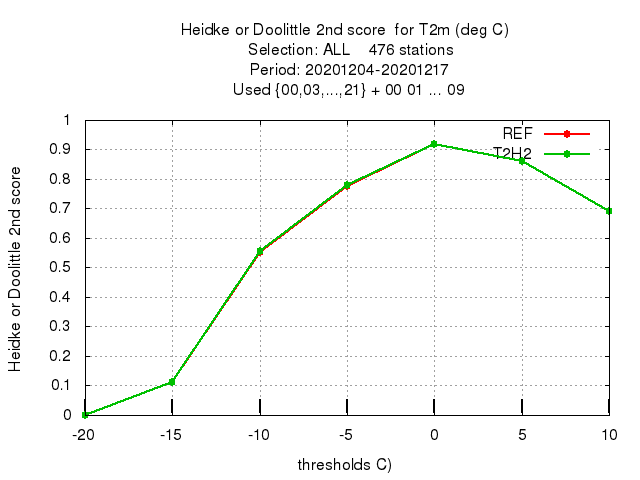 Heidke or Doolittle 2nd score  for T2m (deg C)
Selection: ALL    476 stations
Period: 20201204-20201217
Used {00,03,...,21} + 00 01 ... 09
REF
T2H2
Heidke or Doolittle 2nd score
1
0.9
0.8
0.7
0.6
0.5
0.4
0.3
0.2
0.1
0
-20 -15 -10 -5 0 5 10
thresholds C)